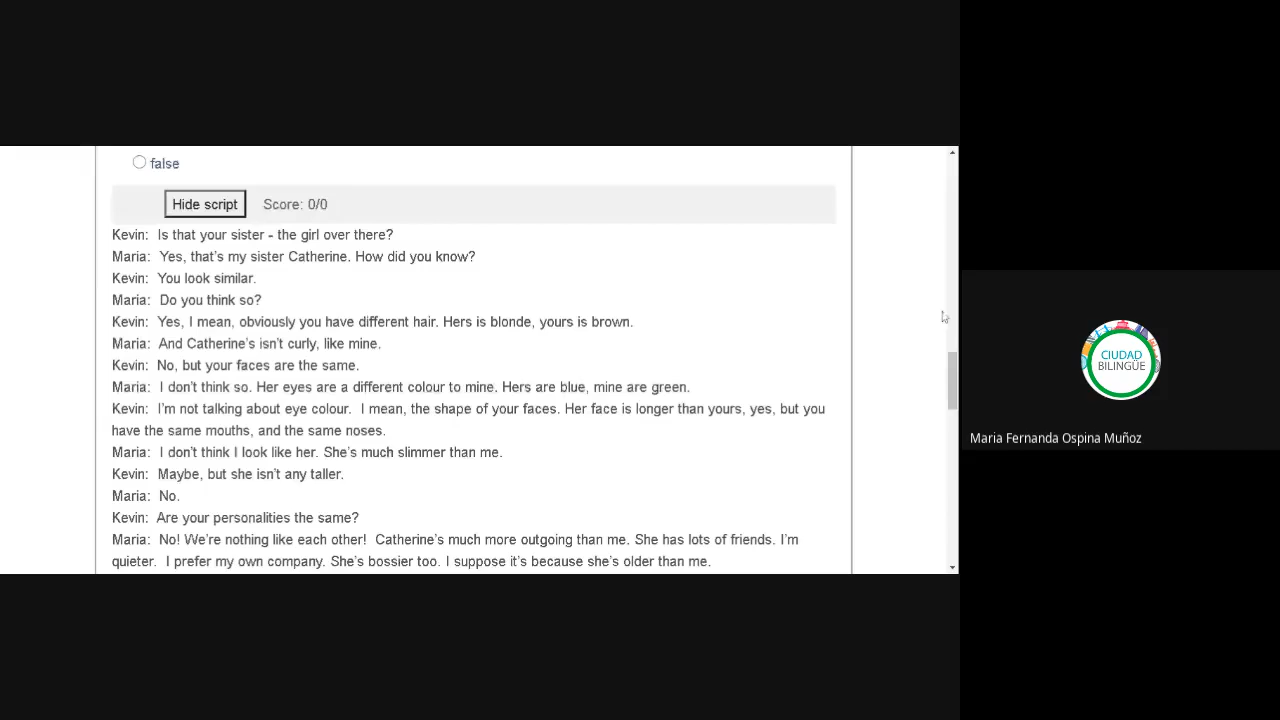 false
Hide script
Score: 0/0
Kevin: Is that your sister - the girl over there?
Maria: Yes, that's my sister Catherine. How did you know?
Kevin: You look similar.
Maria: Do you think so?
Kevin: Yes, I mean, obviously you have different hair. Hers is blonde, yours is brown.
Maria: And Catherine's isn't curly, like mine.
Kevin: No, but your faces are the same.
Maria: I don't think so. Her eyes are a different colour to mine. Hers are blue, mine are green.
Kevin: I'm not talking about eye colour. I mean, the shape of your faces. Her face is longer than yours, yes, but you
have the same mouths, and the same noses.
Maria: I don't think I look like her. She's much slimmer than me.
Kevin: Maybe, but she isn't any taller.
Maria: No.
Kevin: Are your personalities the same?
Maria: No! We're nothing like each other! Catherine's much more outgoing than me. She has lots of friends. I'm
quieter. I prefer my own company. She's bossier too. I suppose it's because she's older than me.
CIUDAD
BILINGÜE
Maria Fernanda Ospina Muñoz